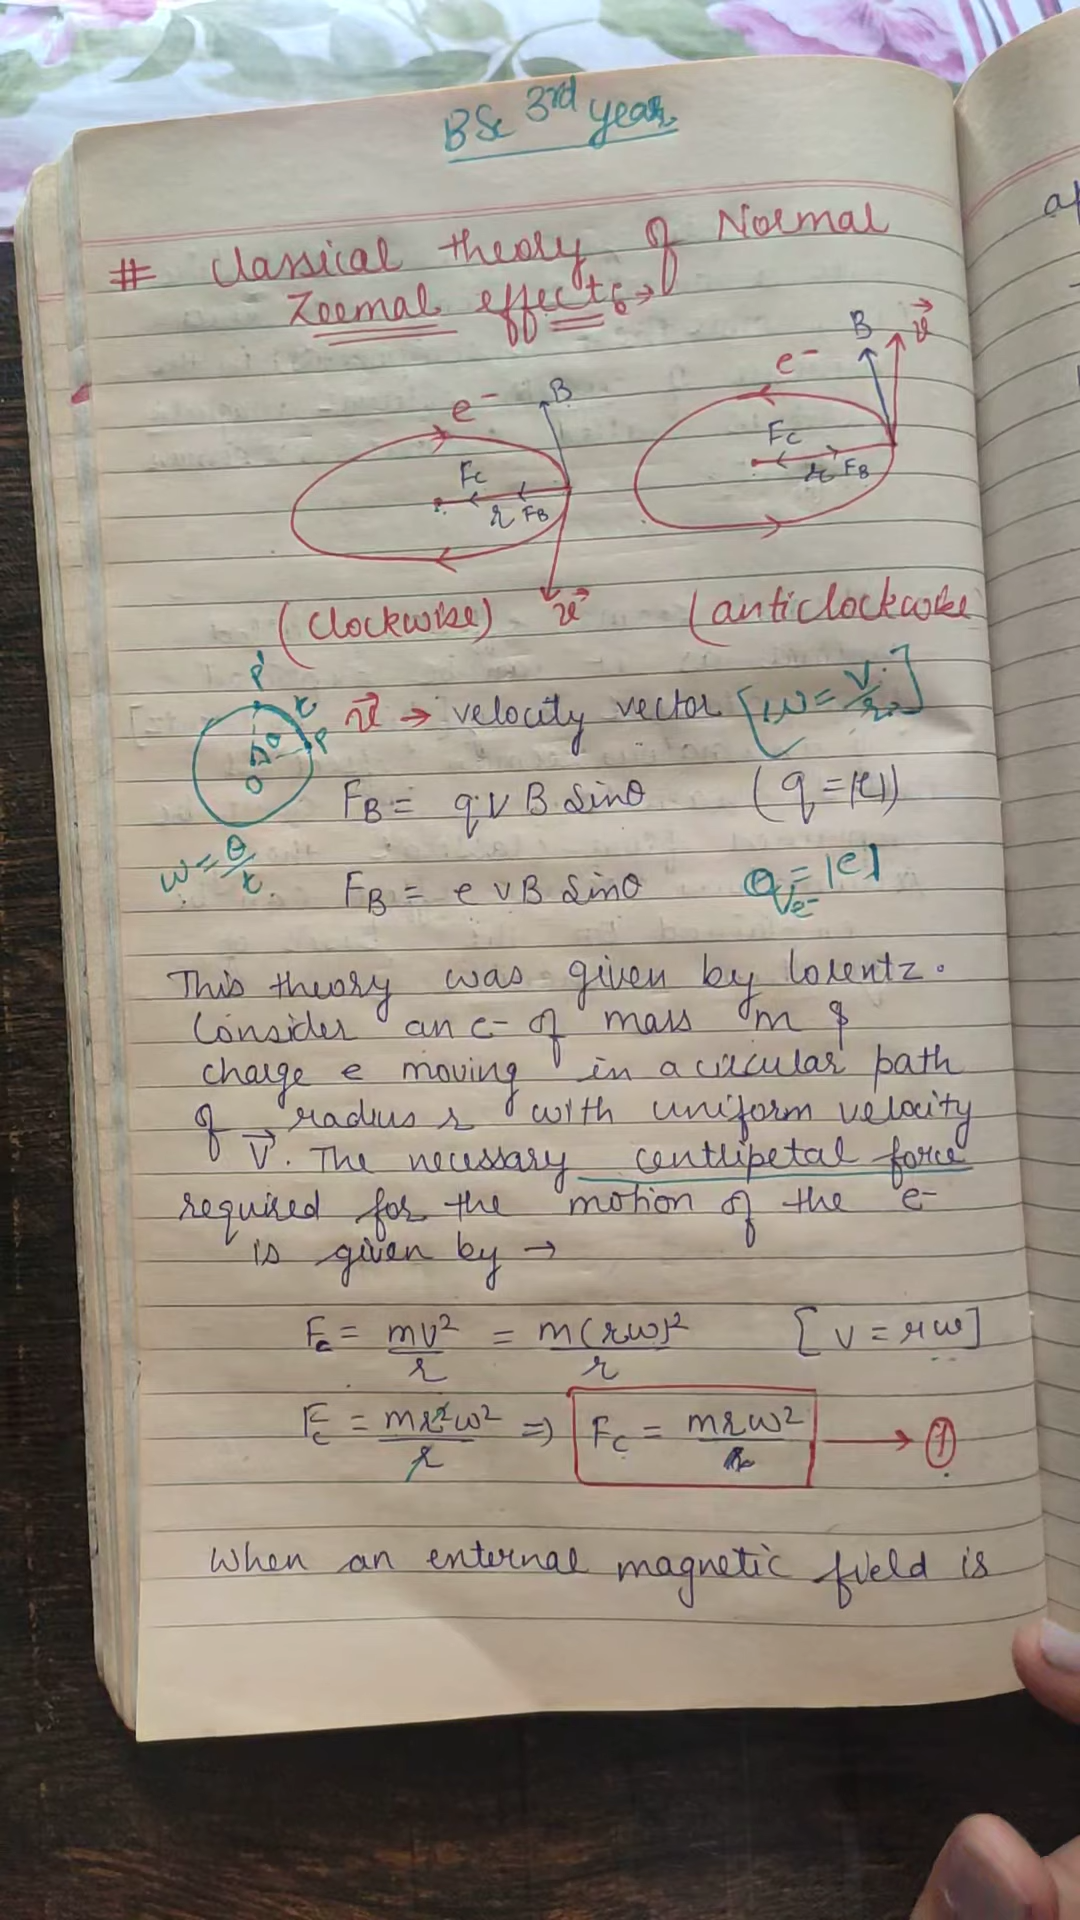 BSc 3rd year
# Classical theory of Normal
Zeemal effect :→
e⁻ B
Fc
r FB
(Clockwise) v⃗
e⁻ B v⃗
Fc
r FB
(anticlockwise
P' t
θ P
O
ω = θ/t
v⃗ → velocity vector [ω = v/r]
FB = qvB Sinθ (q = |e|)
FB = evB Sinθ
qe⁻ = |e|
This theory was given by Lorentz.
Consider an e- of mass m &
charge e moving in a circular path
of radius r with uniform velocity
V⃗. The necessary centripetal force
required for the motion of the e⁻
is given by →
Fc = mv²/r = m(rω)²/r [v = rω]
Fc = mr²ω²/r ⇒ Fc = mrω² → ①
When an enternal magnetic field is